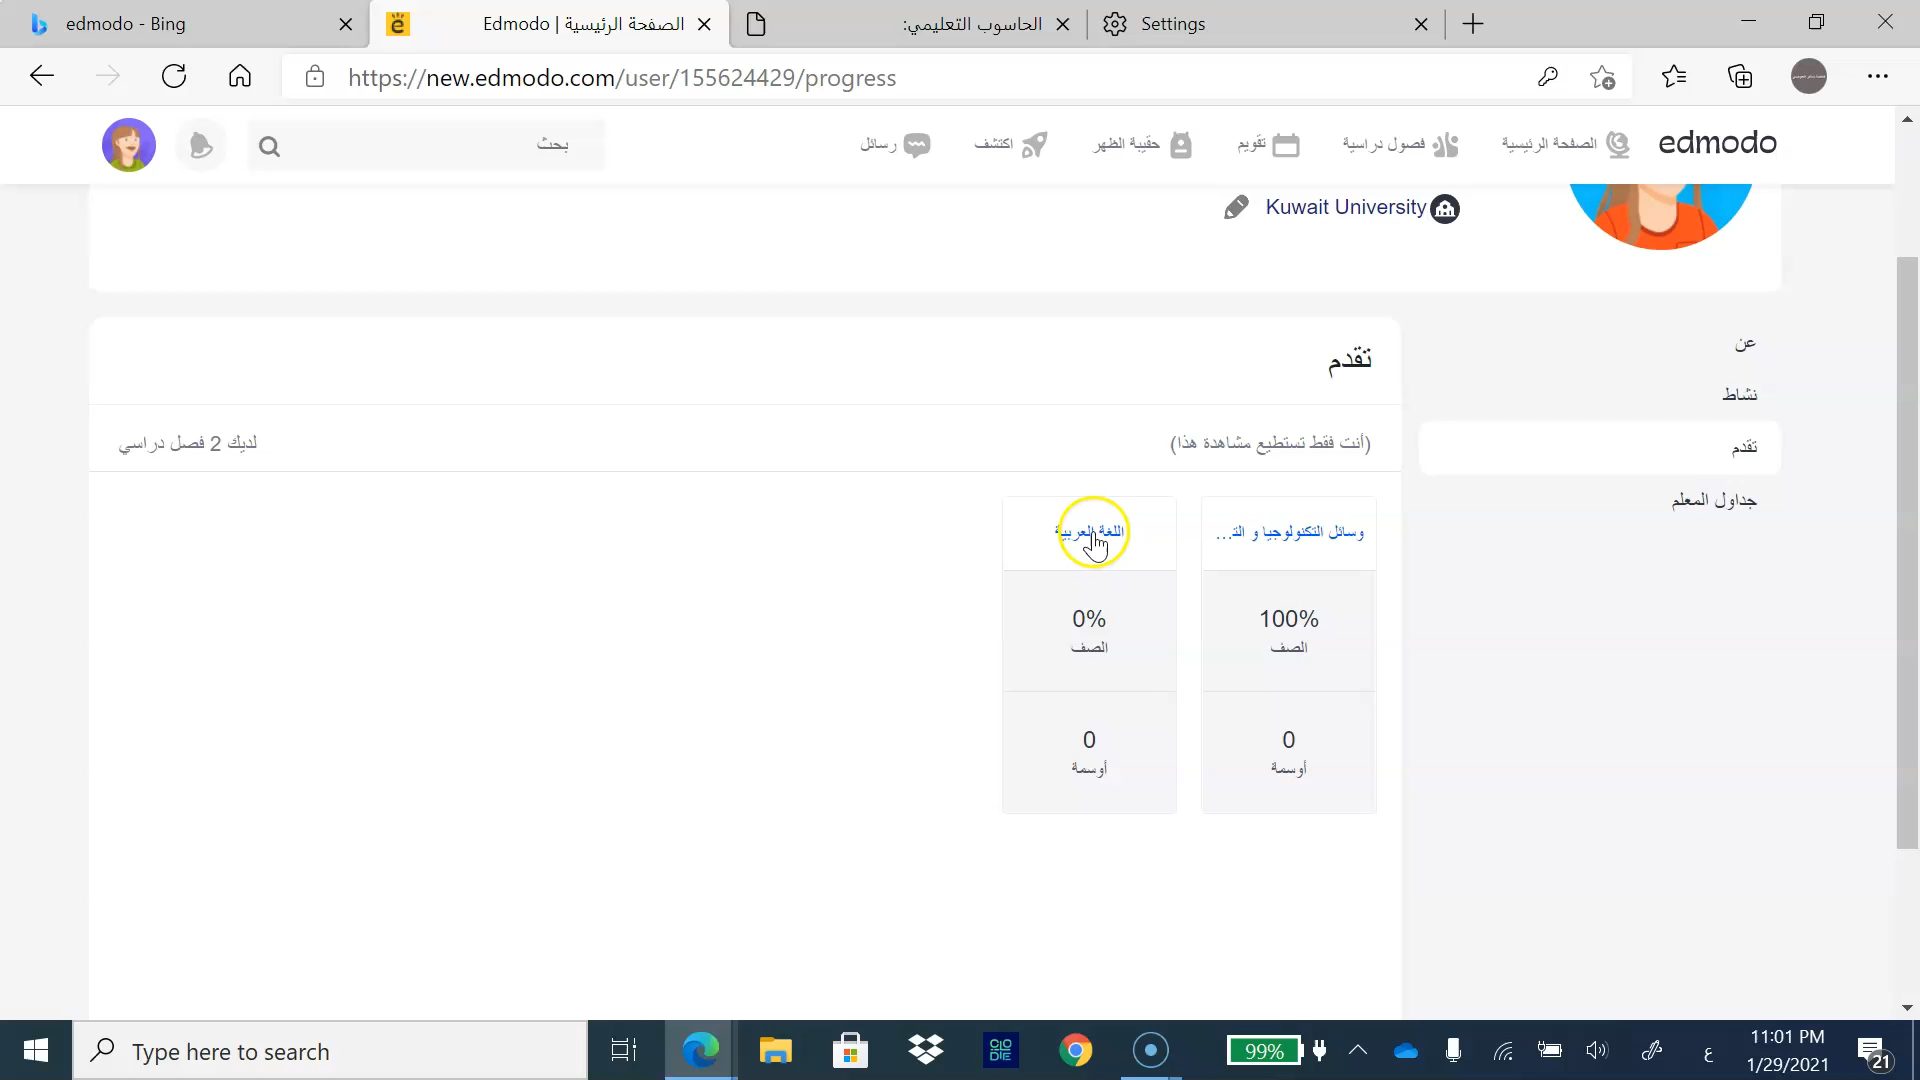 edmodo - Bing
الصفحة الرئيسية | Edmodo
الحاسوب التعليمي:
Settings
https://new.edmodo.com/user/155624429/progress
edmodo
الصفحة الرئيسية
فصول دراسية
تقويم
حقيبة الظهر
اكتشف
رسائل
بحث
Kuwait University
عن
نشاط
تقدم
جداول المعلم
تقدم
(أنت فقط تستطيع مشاهدة هذا)
لديك 2 فصل دراسي
وسائل التكنولوجيا و الت...
100%
الصف
0
أوسمة
اللغة العربية
0%
الصف
0
أوسمة
Type here to search
99%
ع
11:01 PM
1/29/2021
21